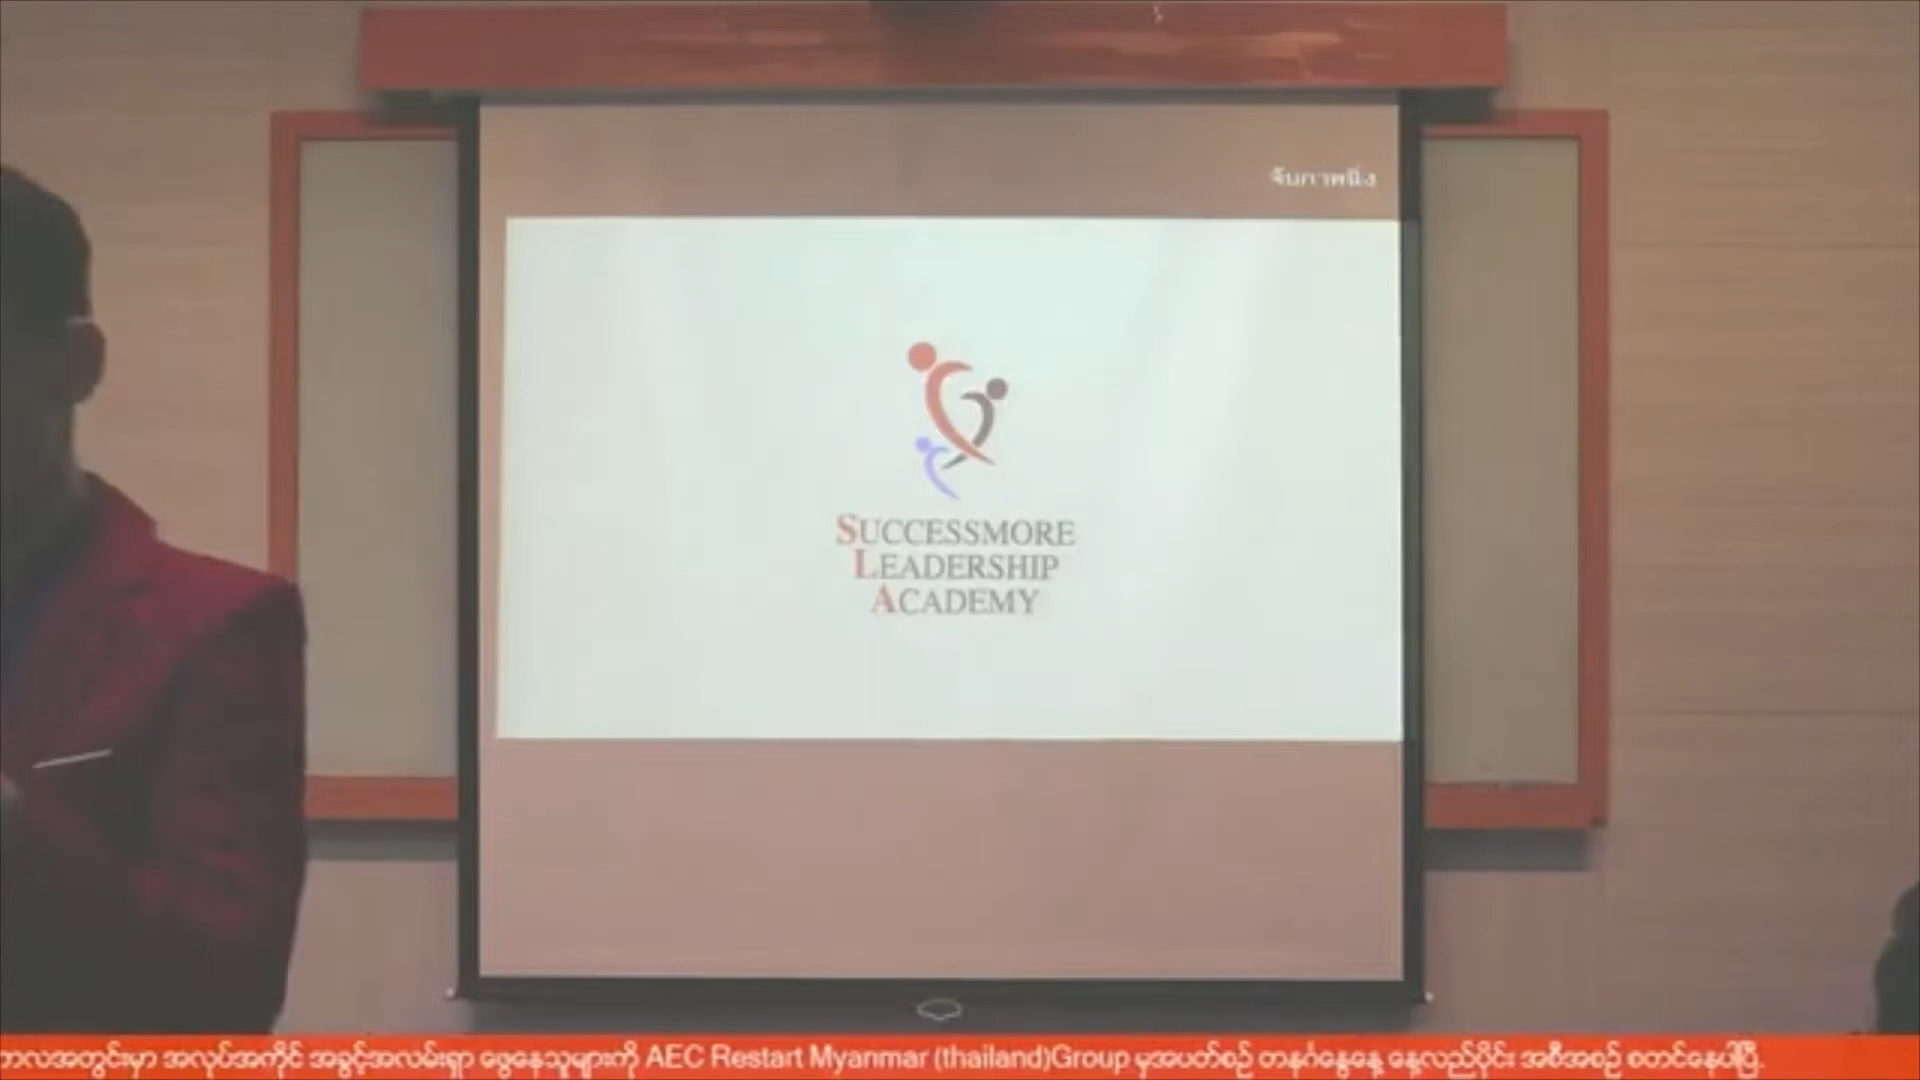 จับภาพนิ่ง
SUCCESSMORE
LEADERSHIP
ACADEMY
ကာလအတွင်းမှာ အလုပ်အကိုင် အခွင့်အလမ်းရှာ ဖွေနေသူများကို AEC Restart Myanmar (thailand)Group မှအပတ်စဉ် တနင်္ဂနွေနေ့ နေ့လည်ပိုင်း အစီအစဉ် စတင်နေပါပြီ.